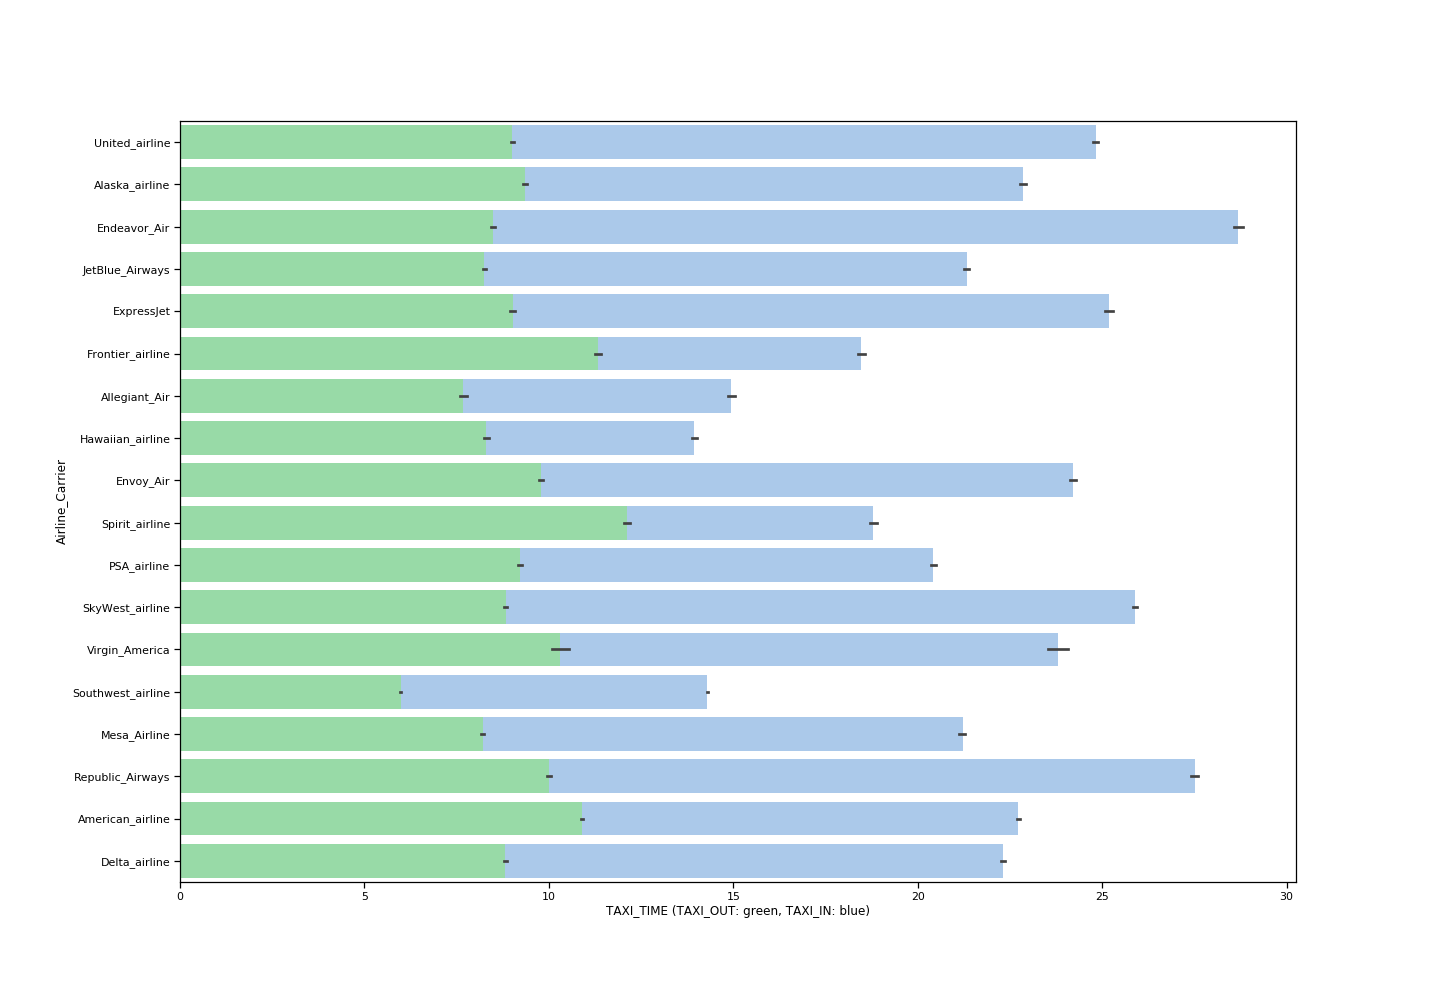 United_airline
Alaska_airline
Endeavor_Air
JetBlue_Airways
ExpressJet
Frontier_airline
Allegiant_Air
Hawaiian_airline
Envoy_Air
Spirit_airline
PSA_airline
SkyWest_airline
Virgin_America
Southwest_airline
Mesa_Airline
Republic_Airways
American_airline
Delta_airline
Airline_Carrier
0 5 10 15 20 25 30
TAXI_TIME (TAXI_OUT: green, TAXI_IN: blue)